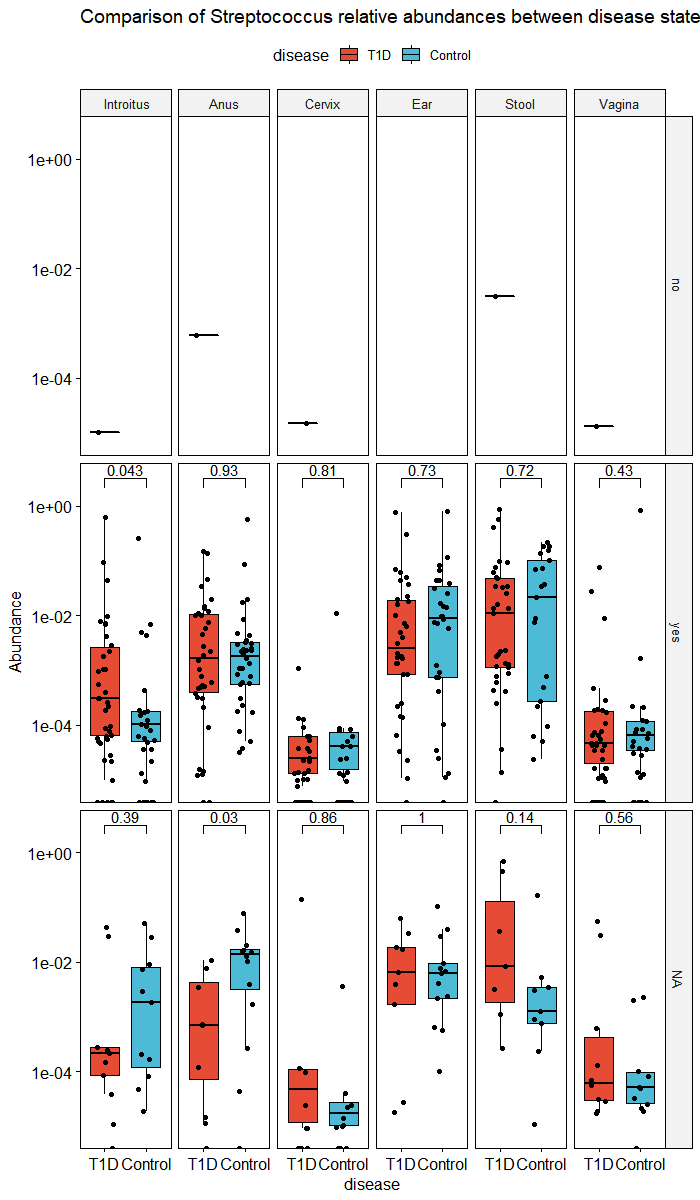 Comparison of Streptococcus relative abundances between disease state
disease T1D Control
Introitus Anus Cervix Ear Stool Vagina
1e+00
1e-02
1e-04
no
0.043 0.93 0.81 0.73 0.72 0.43
1e+00
1e-02
1e-04
yes
Abundance
0.39 0.03 0.86 1 0.14 0.56
1e+00
1e-02
1e-04
NA
T1D Control T1D Control T1D Control T1D Control T1D Control T1D Control
disease